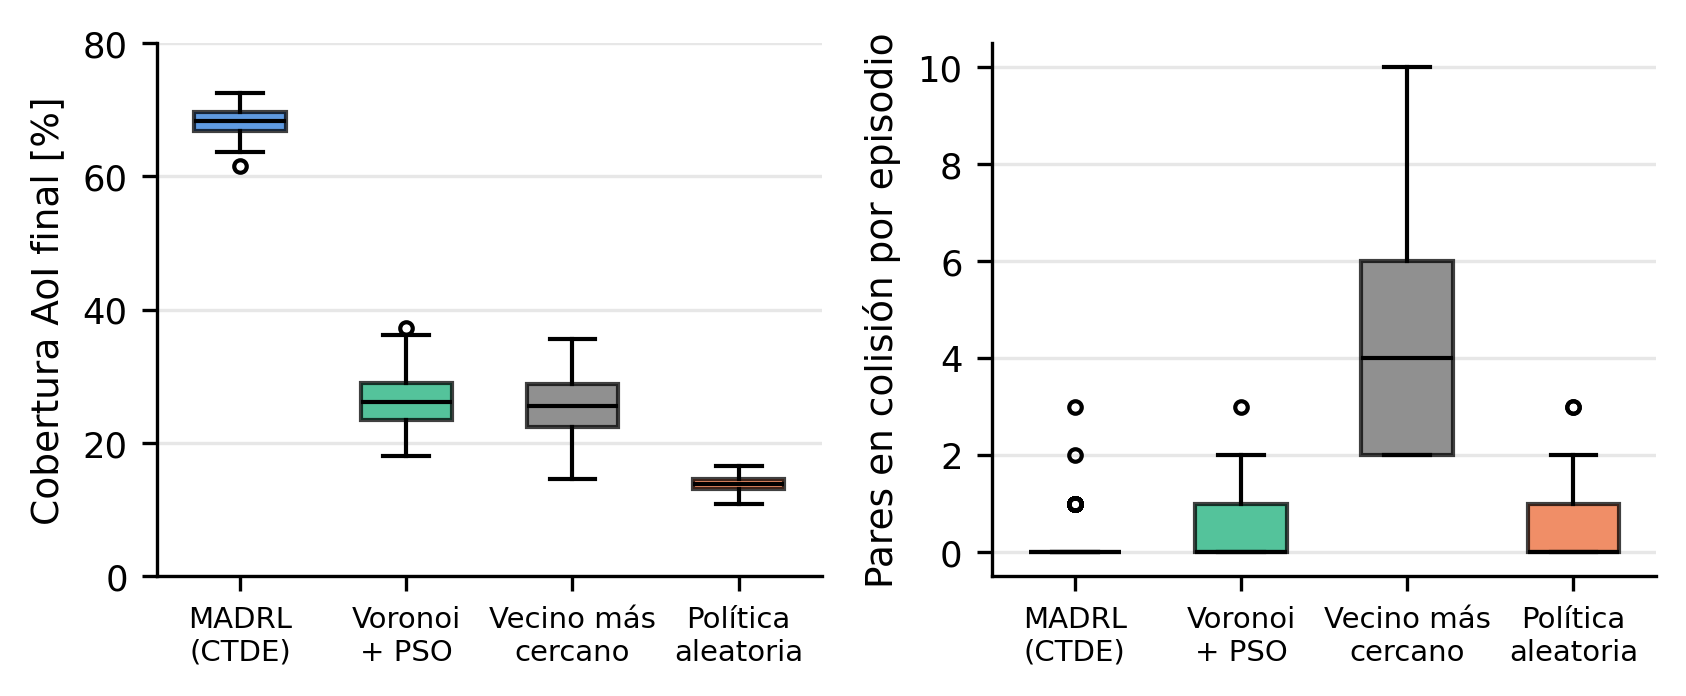 Cobertura AoI final [%]
80
60
40
20
0
MADRL
(CTDE)
Voronoi
+ PSO
Vecino más
cercano
Política
aleatoria
Pares en colisión por episodio
10
8
6
4
2
0
MADRL
(CTDE)
Voronoi
+ PSO
Vecino más
cercano
Política
aleatoria